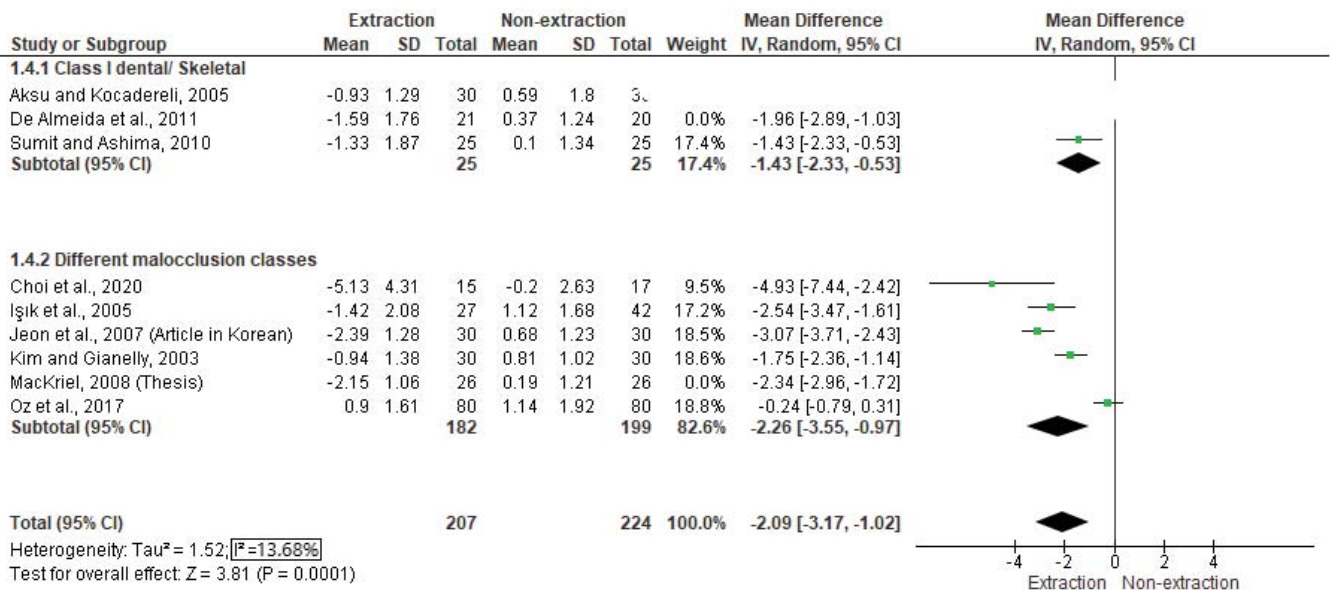 Extraction Non-extraction Mean Difference Mean Difference
Study or Subgroup Mean SD Total Mean SD Total Weight IV, Random, 95% CI IV, Random, 95% CI
1.4.1 Class I dental/ Skeletal
Aksu and Kocadereli, 2005 -0.93 1.29 30 0.59 1.8
De Almeida et al., 2011 -1.59 1.76 21 0.37 1.24 20 0.0% -1.96 [-2.89, -1.03]
Sumit and Ashima, 2010 -1.33 1.87 25 0.1 1.34 25 17.4% -1.43 [-2.33, -0.53]
Subtotal (95% CI) 25 25 17.4% -1.43 [-2.33, -0.53]
1.4.2 Different malocclusion classes
Choi et al., 2020 -5.13 4.31 15 -0.2 2.63 17 9.5% -4.93 [-7.44, -2.42]
Işık et al., 2005 -1.42 2.08 27 1.12 1.68 42 17.2% -2.54 [-3.47, -1.61]
Jeon et al., 2007 (Article in Korean) -2.39 1.28 30 0.68 1.23 30 18.5% -3.07 [-3.71, -2.43]
Kim and Gianelly, 2003 -0.94 1.38 30 0.81 1.02 30 18.6% -1.75 [-2.36, -1.14]
MacKriel, 2008 (Thesis) -2.15 1.06 26 0.19 1.21 26 0.0% -2.34 [-2.96, -1.72]
Oz et al., 2017 0.9 1.61 80 1.14 1.92 80 18.8% -0.24 [-0.79, 0.31]
Subtotal (95% CI) 182 199 82.6% -2.26 [-3.55, -0.97]
Total (95% CI) 207 224 100.0% -2.09 [-3.17, -1.02]
Heterogeneity: Tau² = 1.52; I² =13.68%
Test for overall effect: Z = 3.81 (P = 0.0001)
-4 -2 0 2 4
Extraction Non-extraction